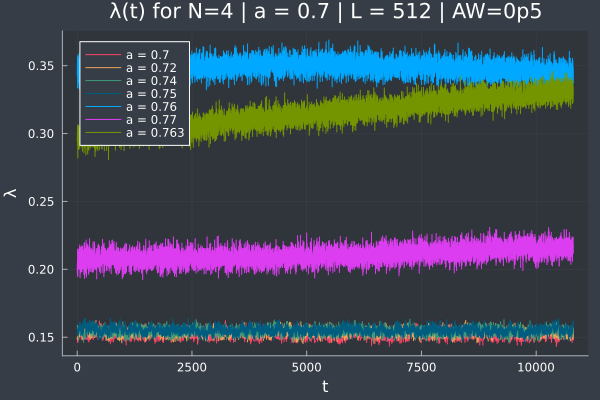 λ(t) for N=4 | a = 0.7 | L = 512 | AW=0p5
a = 0.7
a = 0.72
a = 0.74
a = 0.75
a = 0.76
a = 0.77
a = 0.763
0.35
0.30
0.25
0.20
0.15
λ
0
2500
5000
7500
10000
t